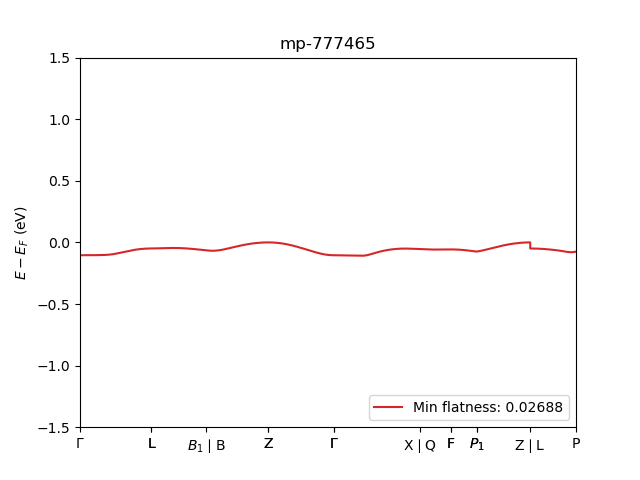 mp-777465
E − E_F (eV)
1.5
1.0
0.5
0.0
−0.5
−1.0
−1.5
Min flatness: 0.02688
Γ L B₁ | B Z Γ X | Q F P₁ Z | L P